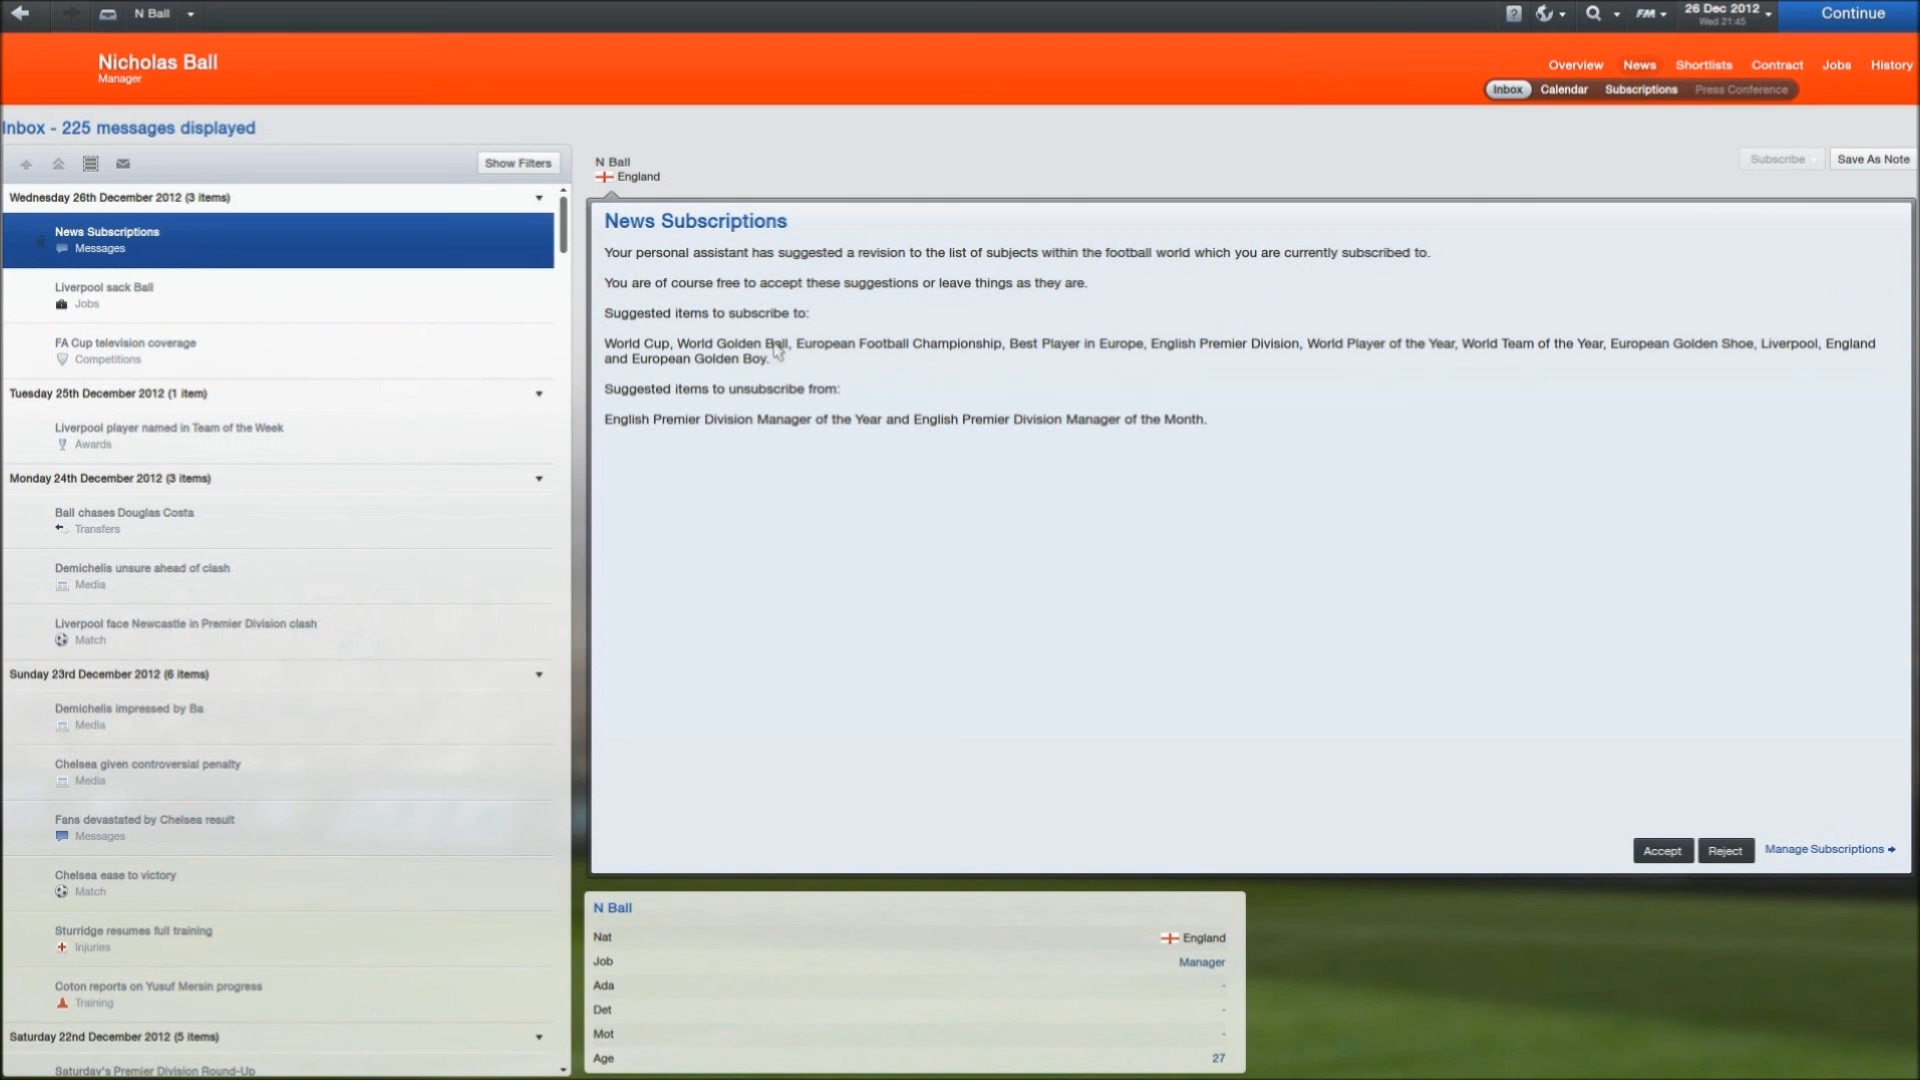 N Ball
?
FM
26 Dec 2012
Wed 21:45
Continue
Nicholas Ball
Manager
Overview News Shortlists Contract Jobs History
Inbox Calendar Subscriptions Press Conference
Inbox - 225 messages displayed
Show Filters
Wednesday 26th December 2012 (3 items)
News Subscriptions
Messages
Liverpool sack Ball
Jobs
FA Cup television coverage
Competitions
Tuesday 25th December 2012 (1 item)
Liverpool player named in Team of the Week
Awards
Monday 24th December 2012 (3 items)
Ball chases Douglas Costa
Transfers
Demichelis unsure ahead of clash
Media
Liverpool face Newcastle in Premier Division clash
Match
Sunday 23rd December 2012 (6 items)
Demichelis impressed by Ba
Media
Chelsea given controversial penalty
Media
Fans devastated by Chelsea result
Messages
Chelsea ease to victory
Match
Sturridge resumes full training
Injuries
Coton reports on Yusuf Mersin progress
Training
Saturday 22nd December 2012 (5 items)
Saturday's Premier Division Round-Up
N Ball
England
Subscribe Save As Note
News Subscriptions
Your personal assistant has suggested a revision to the list of subjects within the football world which you are currently subscribed to.
You are of course free to accept these suggestions or leave things as they are.
Suggested items to subscribe to:
World Cup, World Golden Ball, European Football Championship, Best Player in Europe, English Premier Division, World Player of the Year, World Team of the Year, European Golden Shoe, Liverpool, England
and European Golden Boy.
Suggested items to unsubscribe from:
English Premier Division Manager of the Year and English Premier Division Manager of the Month.
Accept Reject Manage Subscriptions
N Ball
Nat England
Job Manager
Ada -
Det -
Mot -
Age 27